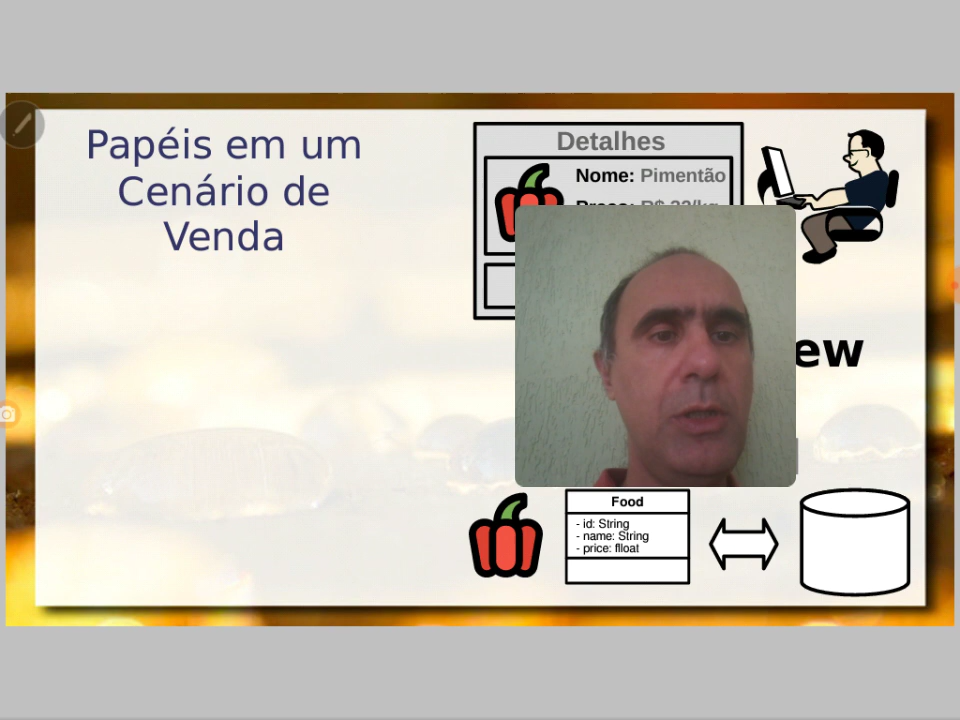 Papéis em um
Cenário de
Venda
Detalhes
Nome: Pimentão
ew
Food
- id: String
- name: String
- price: flloat